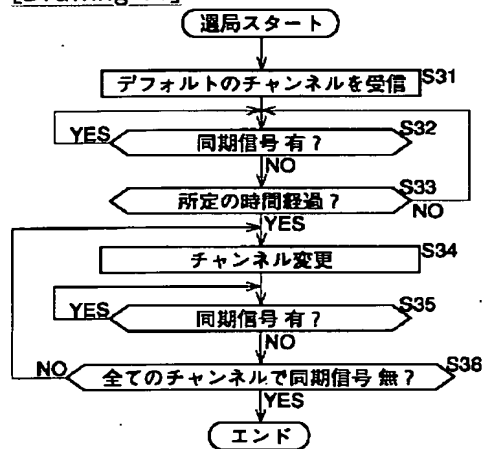 選局スタート
デフォルトのチャンネルを受信 S31
YES 同期信号 有? S32
NO
所定の時間経過? S33
NO
YES
チャンネル変更 S34
YES 同期信号 有? S35
NO
NO 全てのチャンネルで同期信号 無? S36
YES
エンド